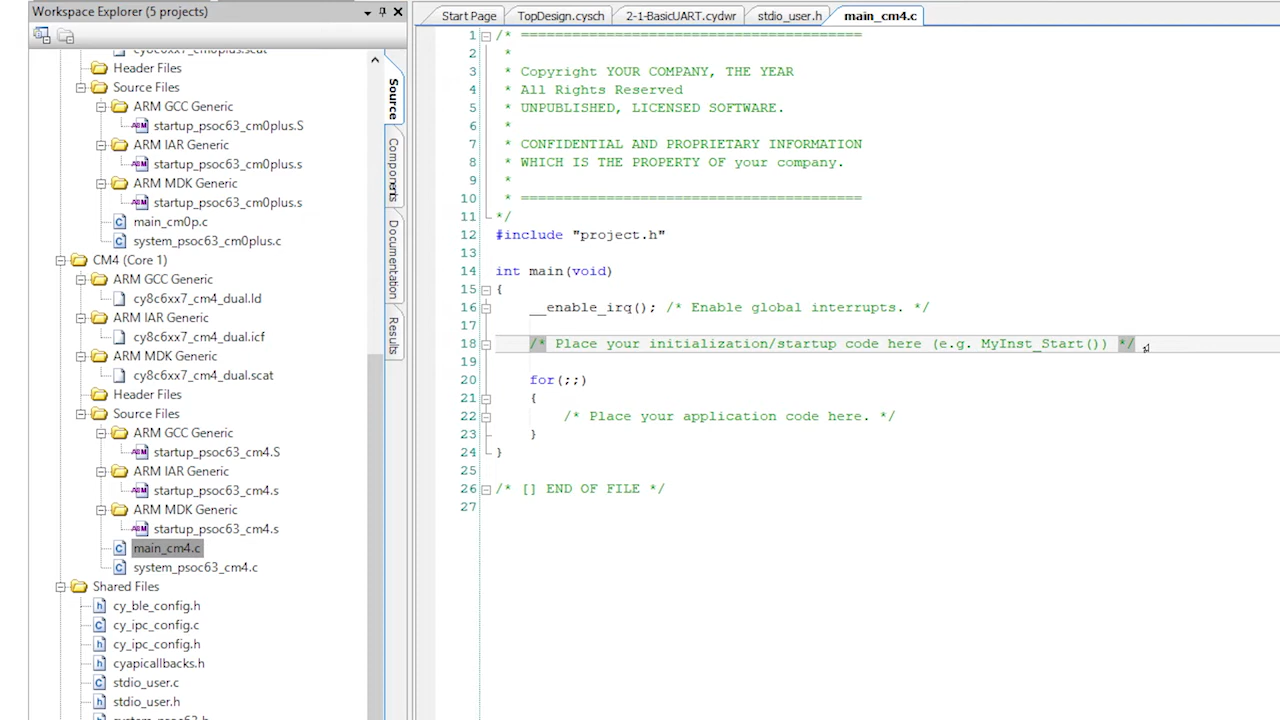 Workspace Explorer (5 projects)
cy8c6xx7_cm0plus.scat
Header Files
Source Files
ARM GCC Generic
startup_psoc63_cm0plus.S
ARM IAR Generic
startup_psoc63_cm0plus.s
ARM MDK Generic
startup_psoc63_cm0plus.s
main_cm0p.c
system_psoc63_cm0plus.c
CM4 (Core 1)
ARM GCC Generic
cy8c6xx7_cm4_dual.ld
ARM IAR Generic
cy8c6xx7_cm4_dual.icf
ARM MDK Generic
cy8c6xx7_cm4_dual.scat
Header Files
Source Files
ARM GCC Generic
startup_psoc63_cm4.S
ARM IAR Generic
startup_psoc63_cm4.s
ARM MDK Generic
startup_psoc63_cm4.s
main_cm4.c
system_psoc63_cm4.c
Shared Files
cy_ble_config.h
cy_ipc_config.c
cy_ipc_config.h
cyapicallbacks.h
stdio_user.c
stdio_user.h
system_psoc63.h
Source
Components
Documentation
Results
Start Page TopDesign.cysch 2-1-BasicUART.cydwr stdio_user.h main_cm4.c
1 /* ========================================
2 *
3 * Copyright YOUR COMPANY, THE YEAR
4 * All Rights Reserved
5 * UNPUBLISHED, LICENSED SOFTWARE.
6 *
7 * CONFIDENTIAL AND PROPRIETARY INFORMATION
8 * WHICH IS THE PROPERTY OF your company.
9 *
10 * ========================================
11 */
12 #include "project.h"
13
14 int main(void)
15 {
16 __enable_irq(); /* Enable global interrupts. */
17
18 /* Place your initialization/startup code here (e.g. MyInst_Start()) */
19
20 for(;;)
21 {
22 /* Place your application code here. */
23 }
24 }
25
26 /* [] END OF FILE */
27